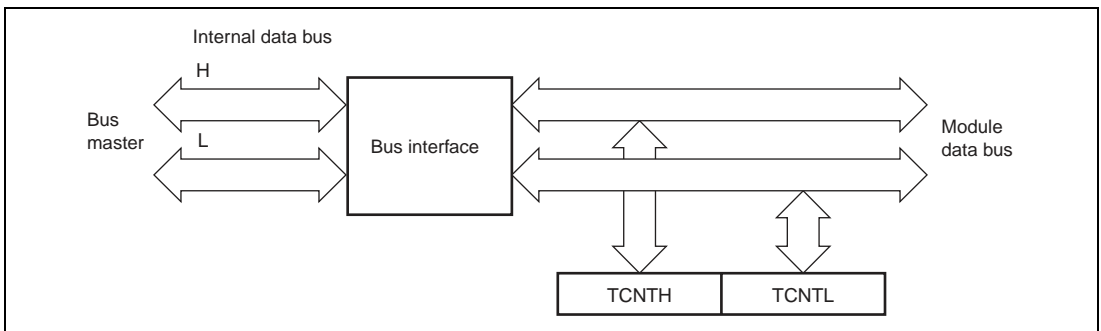 Internal data bus
H
Bus
master
L
Bus interface
Module
data bus
TCNTH
TCNTL